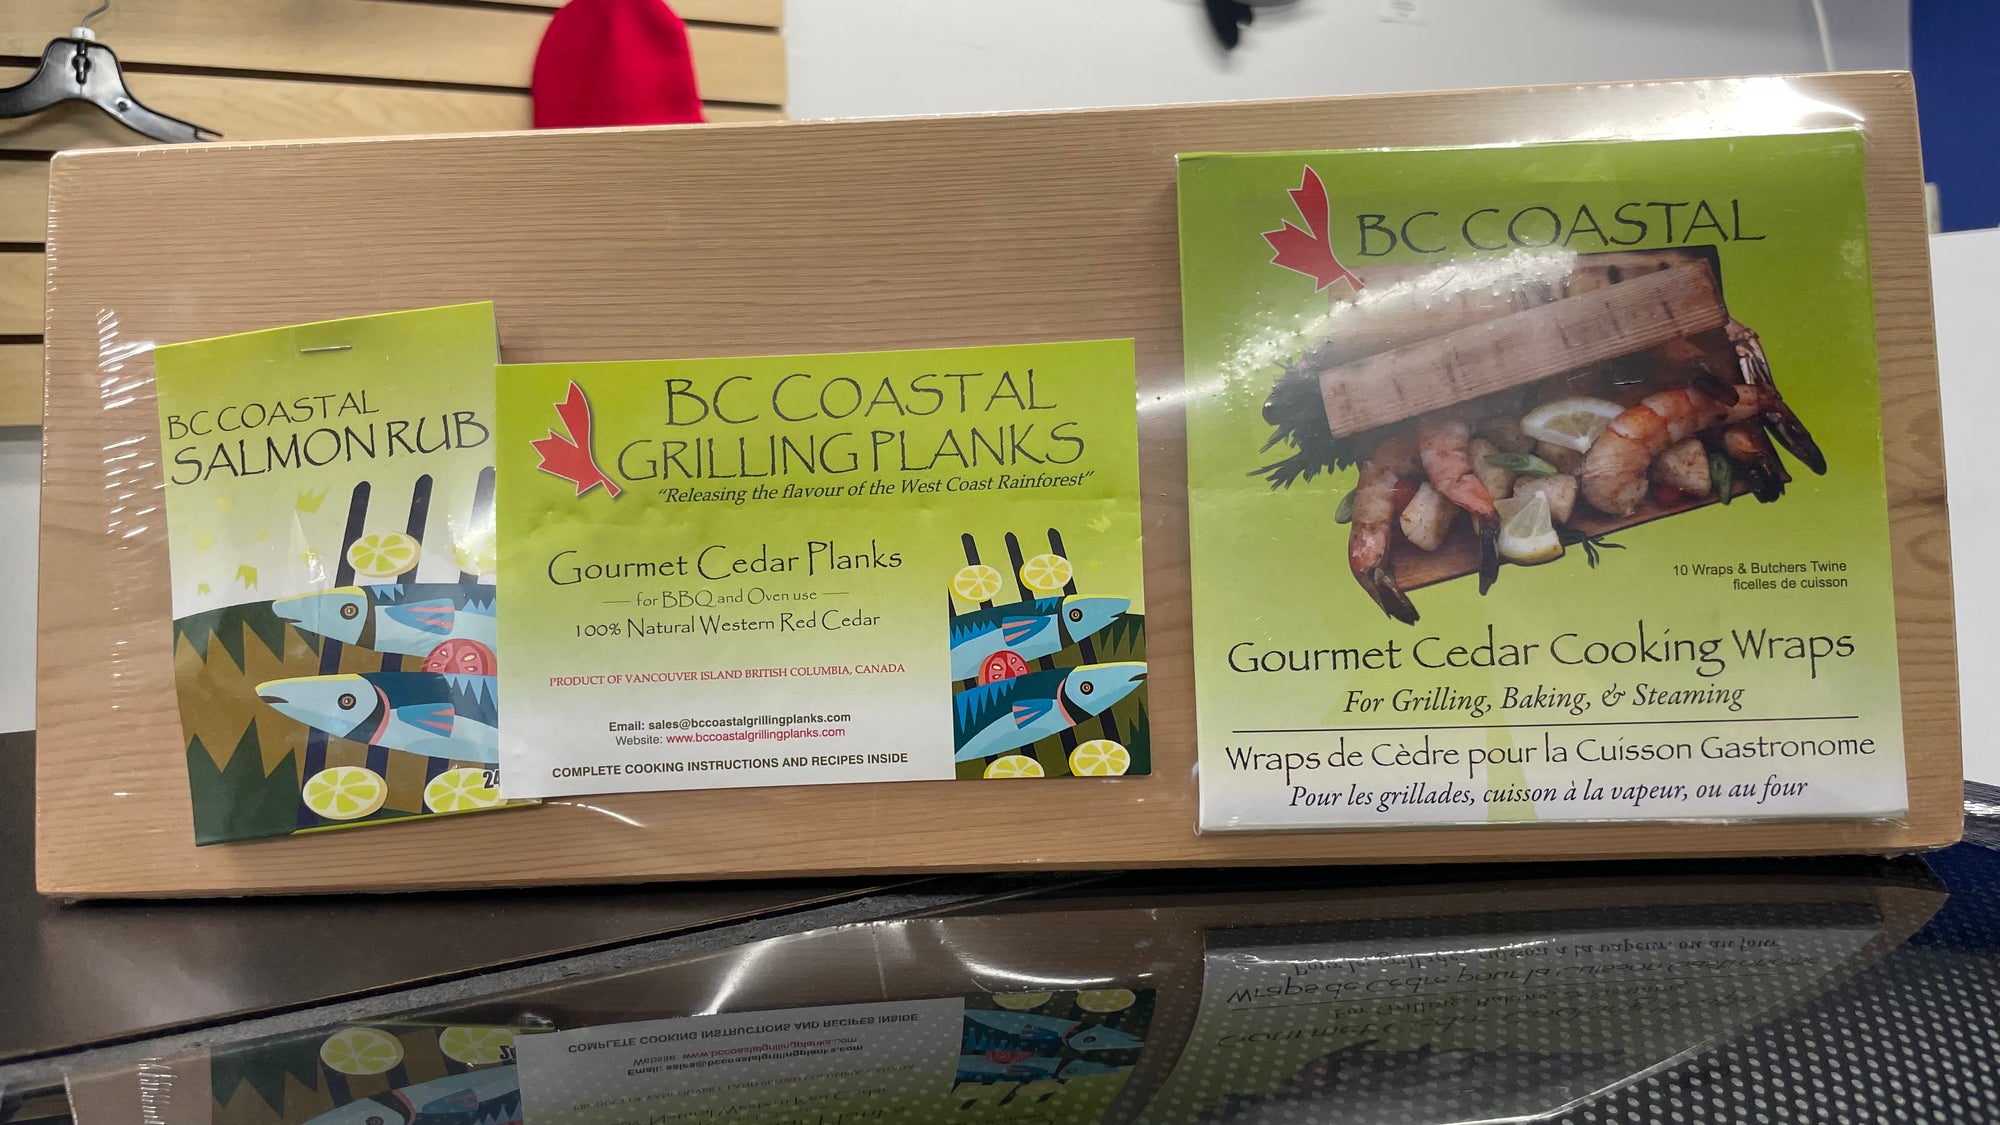 BC COASTAL
SALMON RUB
24
BC COASTAL
GRILLING PLANKS
"Releasing the flavour of the West Coast Rainforest"
Gourmet Cedar Planks
— for BBQ and Oven use —
100% Natural Western Red Cedar
PRODUCT OF VANCOUVER ISLAND BRITISH COLUMBIA, CANADA
Email: sales@bccoastalgrillingplanks.com
Website: www.bccoastalgrillingplanks.com
COMPLETE COOKING INSTRUCTIONS AND RECIPES INSIDE
BC COASTAL
10 Wraps & Butchers Twine
ficelles de cuisson
Gourmet Cedar Cooking Wraps
For Grilling, Baking, & Steaming
Wraps de Cèdre pour la Cuisson Gastronome
Pour les grillades, cuisson à la vapeur, ou au four